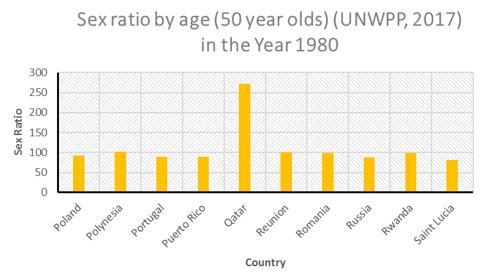 Sex ratio by age (50 year olds) (UNWPP, 2017)
in the Year 1980
300
250
200
150
100
50
0
Sex Ratio
Poland
Polynesia
Portugal
Puerto Rico
Qatar
Reunion
Romania
Russia
Rwanda
Saint Lucia
Country